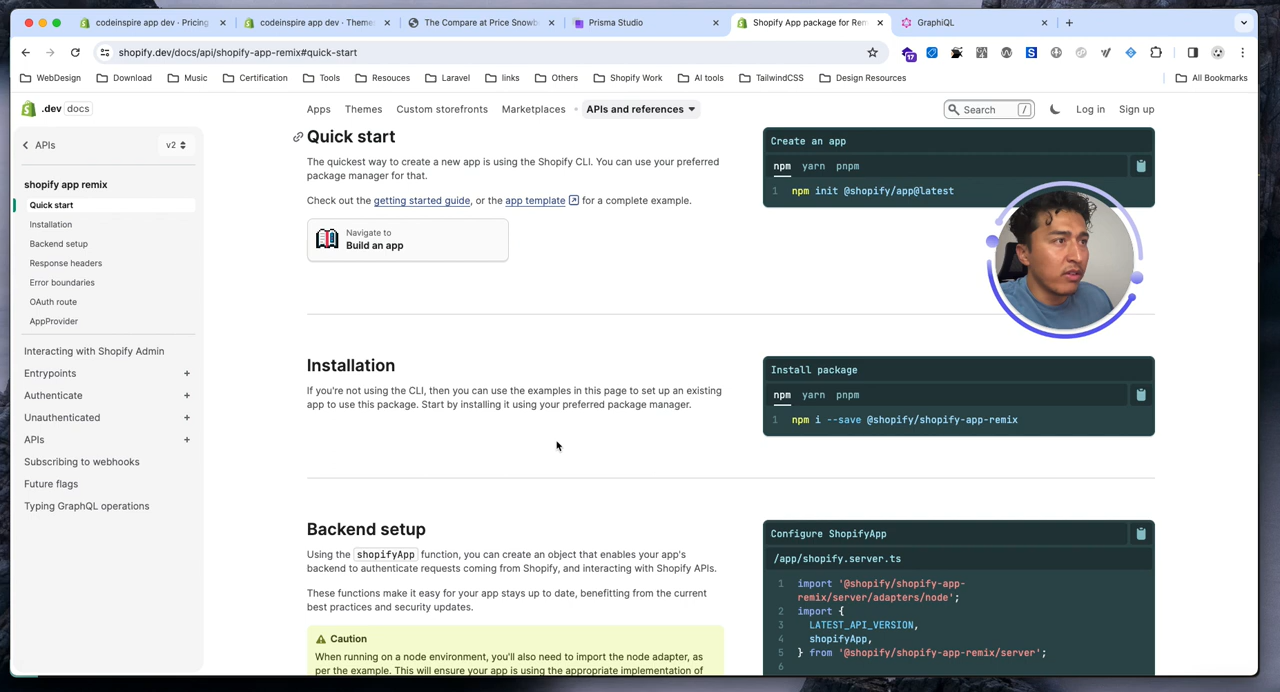 codeinspire app dev · Pricing
codeinspire app dev · Theme
The Compare at Price Snowb
Prisma Studio
Shopify App package for Rem
GraphiQL
shopify.dev/docs/api/shopify-app-remix#quick-start
17
WebDesign
Download
Music
Certification
Tools
Resouces
Laravel
links
Others
Shopify Work
AI tools
TailwindCSS
Design Resources
All Bookmarks
.dev docs
Apps
Themes
Custom storefronts
Marketplaces
APIs and references
Search /
Log in
Sign up
APIs
v2
shopify app remix
Quick start
Installation
Backend setup
Response headers
Error boundaries
OAuth route
AppProvider
Interacting with Shopify Admin
Entrypoints +
Authenticate +
Unauthenticated +
APIs +
Subscribing to webhooks
Future flags
Typing GraphQL operations
Quick start
The quickest way to create a new app is using the Shopify CLI. You can use your preferred
package manager for that.
Check out the getting started guide, or the app template for a complete example.
Navigate to
Build an app
Create an app
npm yarn pnpm
1 npm init @shopify/app@latest
Installation
If you're not using the CLI, then you can use the examples in this page to set up an existing
app to use this package. Start by installing it using your preferred package manager.
Install package
npm yarn pnpm
1 npm i --save @shopify/shopify-app-remix
Backend setup
Using the shopifyApp function, you can create an object that enables your app's
backend to authenticate requests coming from Shopify, and interacting with Shopify APIs.
These functions make it easy for your app stays up to date, benefitting from the current
best practices and security updates.
Caution
When running on a node environment, you'll also need to import the node adapter, as
per the example. This will ensure your app is using the appropriate implementation of
Configure ShopifyApp
/app/shopify.server.ts
1 import '@shopify/shopify-app-
remix/server/adapters/node';
2 import {
3 LATEST_API_VERSION,
4 shopifyApp,
5 } from '@shopify/shopify-app-remix/server';
6